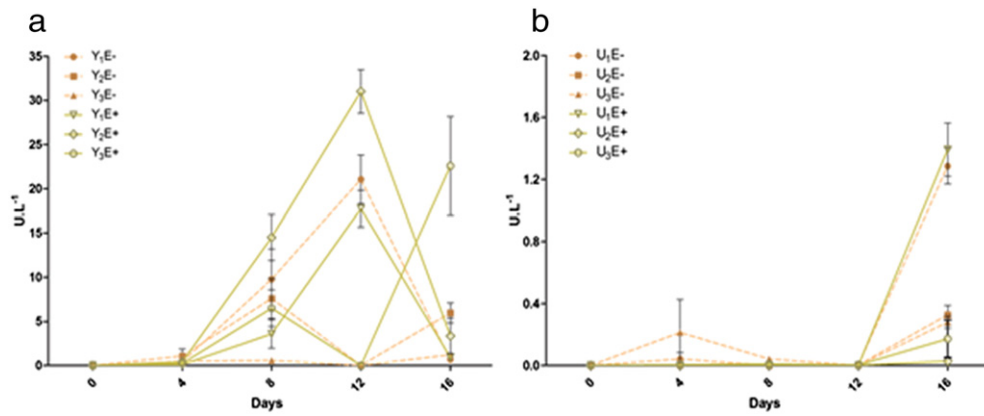 a
35
30
25
20
15
10
5
0
U.L⁻¹
Y₁E-
Y₂E-
Y₃E-
Y₁E+
Y₂E+
Y₃E+
0 4 8 12 16
Days
b
2.0
1.6
1.2
0.8
0.4
0.0
U.L⁻¹
U₁E-
U₂E-
U₃E-
U₁E+
U₂E+
U₃E+
0 4 8 12 16
Days